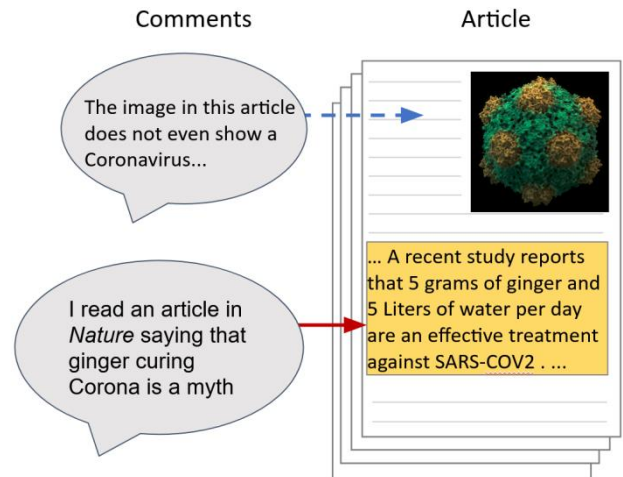 Comments
Article
The image in this article
does not even show a
Coronavirus...
... A recent study reports
that 5 grams of ginger and
5 Liters of water per day
are an effective treatment
against SARS-COV2 . ...
I read an article in
Nature saying that
ginger curing
Corona is a myth